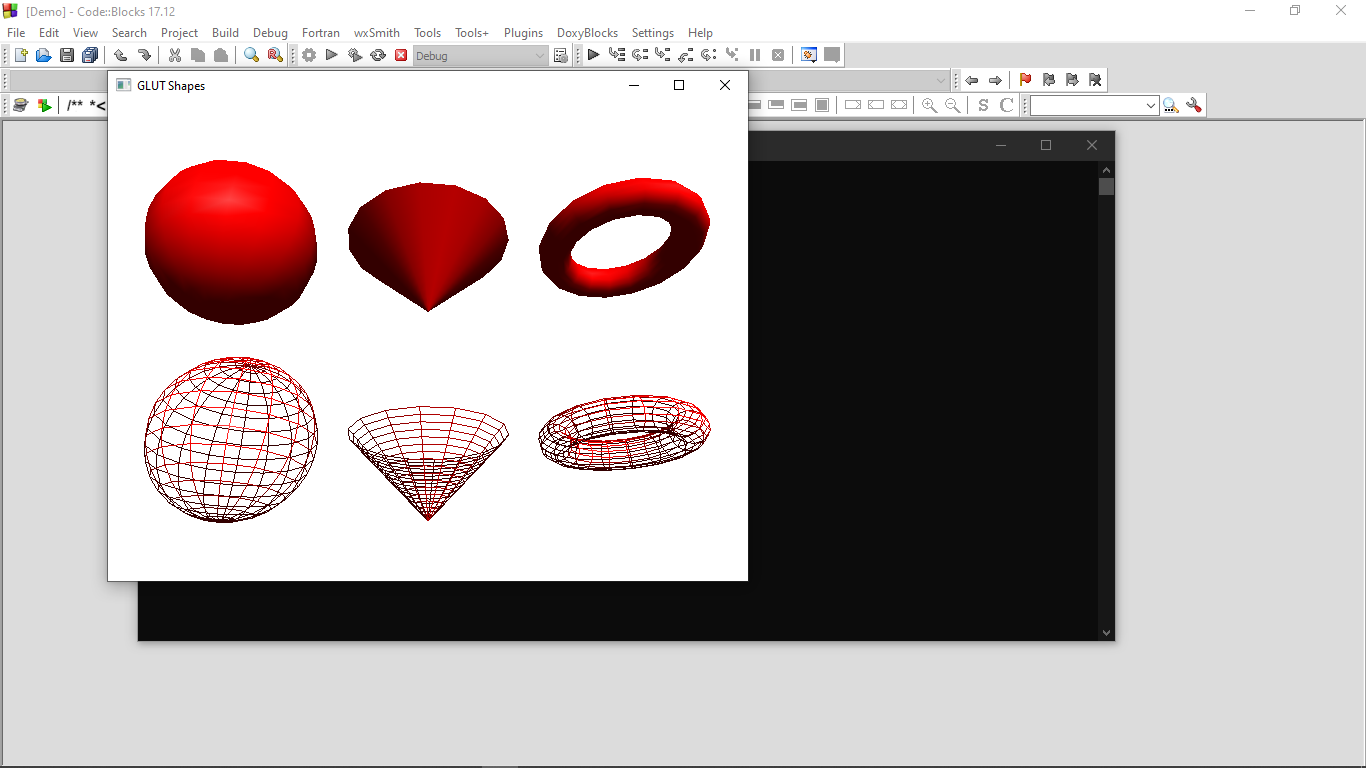 [Demo] - Code::Blocks 17.12
File Edit View Search Project Build Debug Fortran wxSmith Tools Tools+ Plugins DoxyBlocks Settings Help
Debug
GLUT Shapes
/** *<
S C